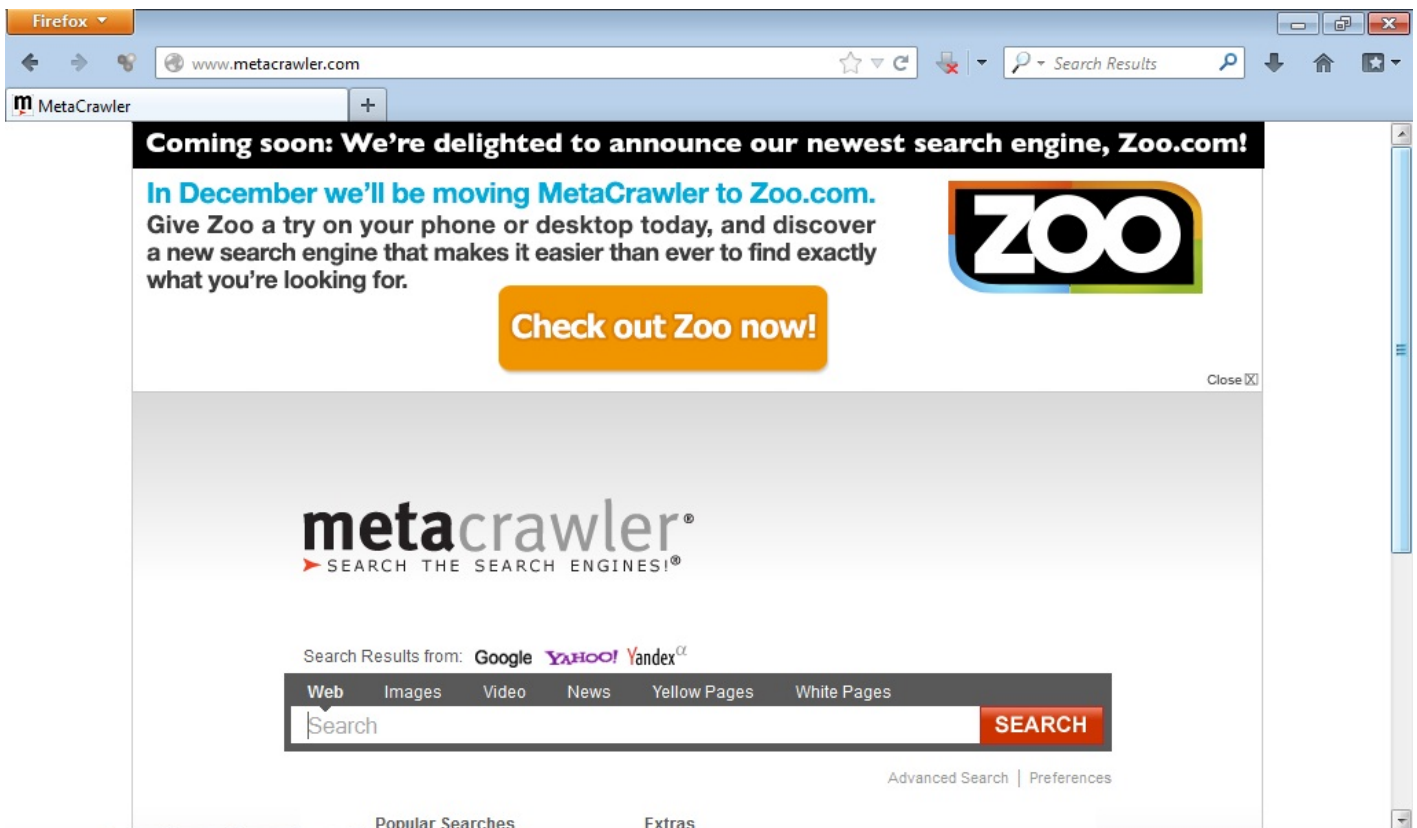 Firefox
www.metacrawler.com
Search Results
MetaCrawler
Coming soon: We're delighted to announce our newest search engine, Zoo.com!
In December we'll be moving MetaCrawler to Zoo.com.
Give Zoo a try on your phone or desktop today, and discover
a new search engine that makes it easier than ever to find exactly
what you're looking for.
ZOO
Check out Zoo now!
Close
metacrawler®
SEARCH THE SEARCH ENGINES!®
Search Results from: Google YAHOO! Yandex α
Web Images Video News Yellow Pages White Pages
Search SEARCH
Advanced Search | Preferences
Popular Searches Extras